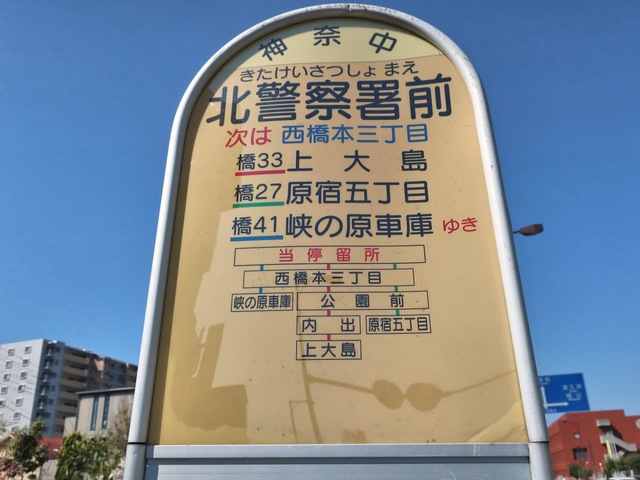 神奈中
きたけいさつしょまえ
北警察署前
次は 西橋本三丁目
橋33 上大島
橋27 原宿五丁目
橋41 峡の原車庫 ゆき
当停留所
西橋本三丁目
峡の原車庫 公園前
内出 原宿五丁目
上大島